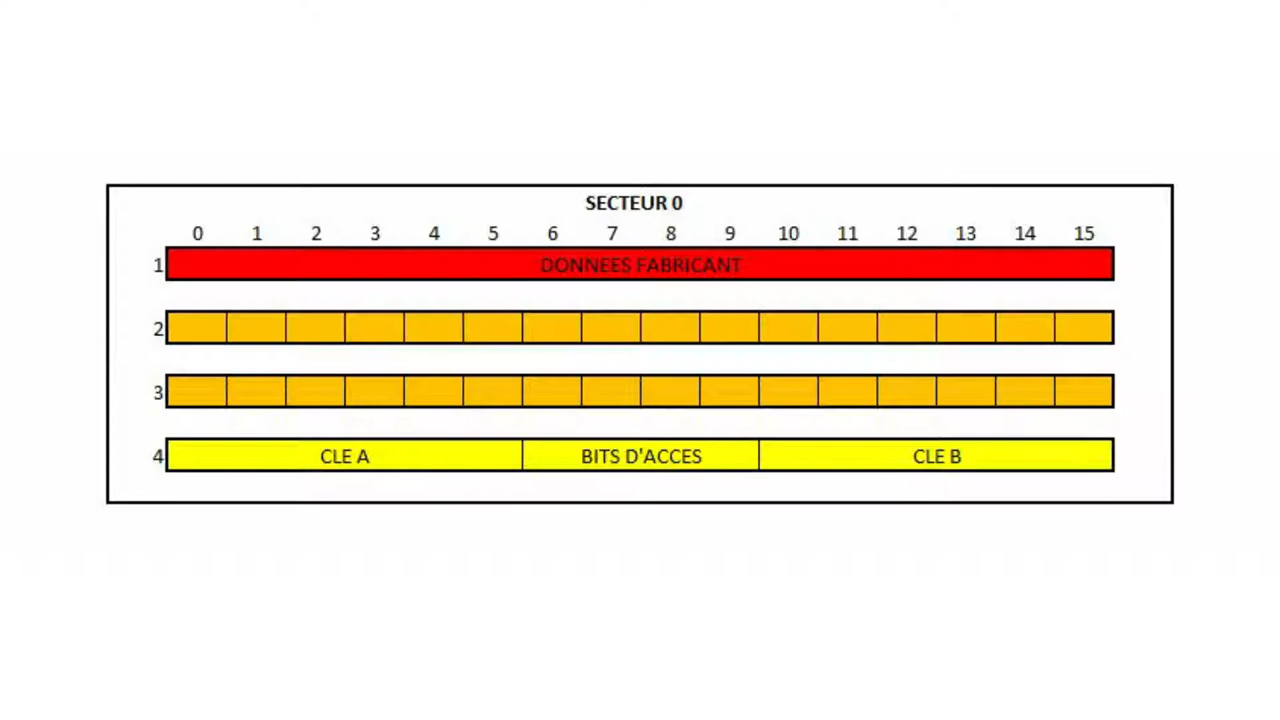 SECTEUR 0
0 1 2 3 4 5 6 7 8 9 10 11 12 13 14 15
1 DONNEES FABRICANT
2
3
4 CLE A BITS D'ACCES CLE B